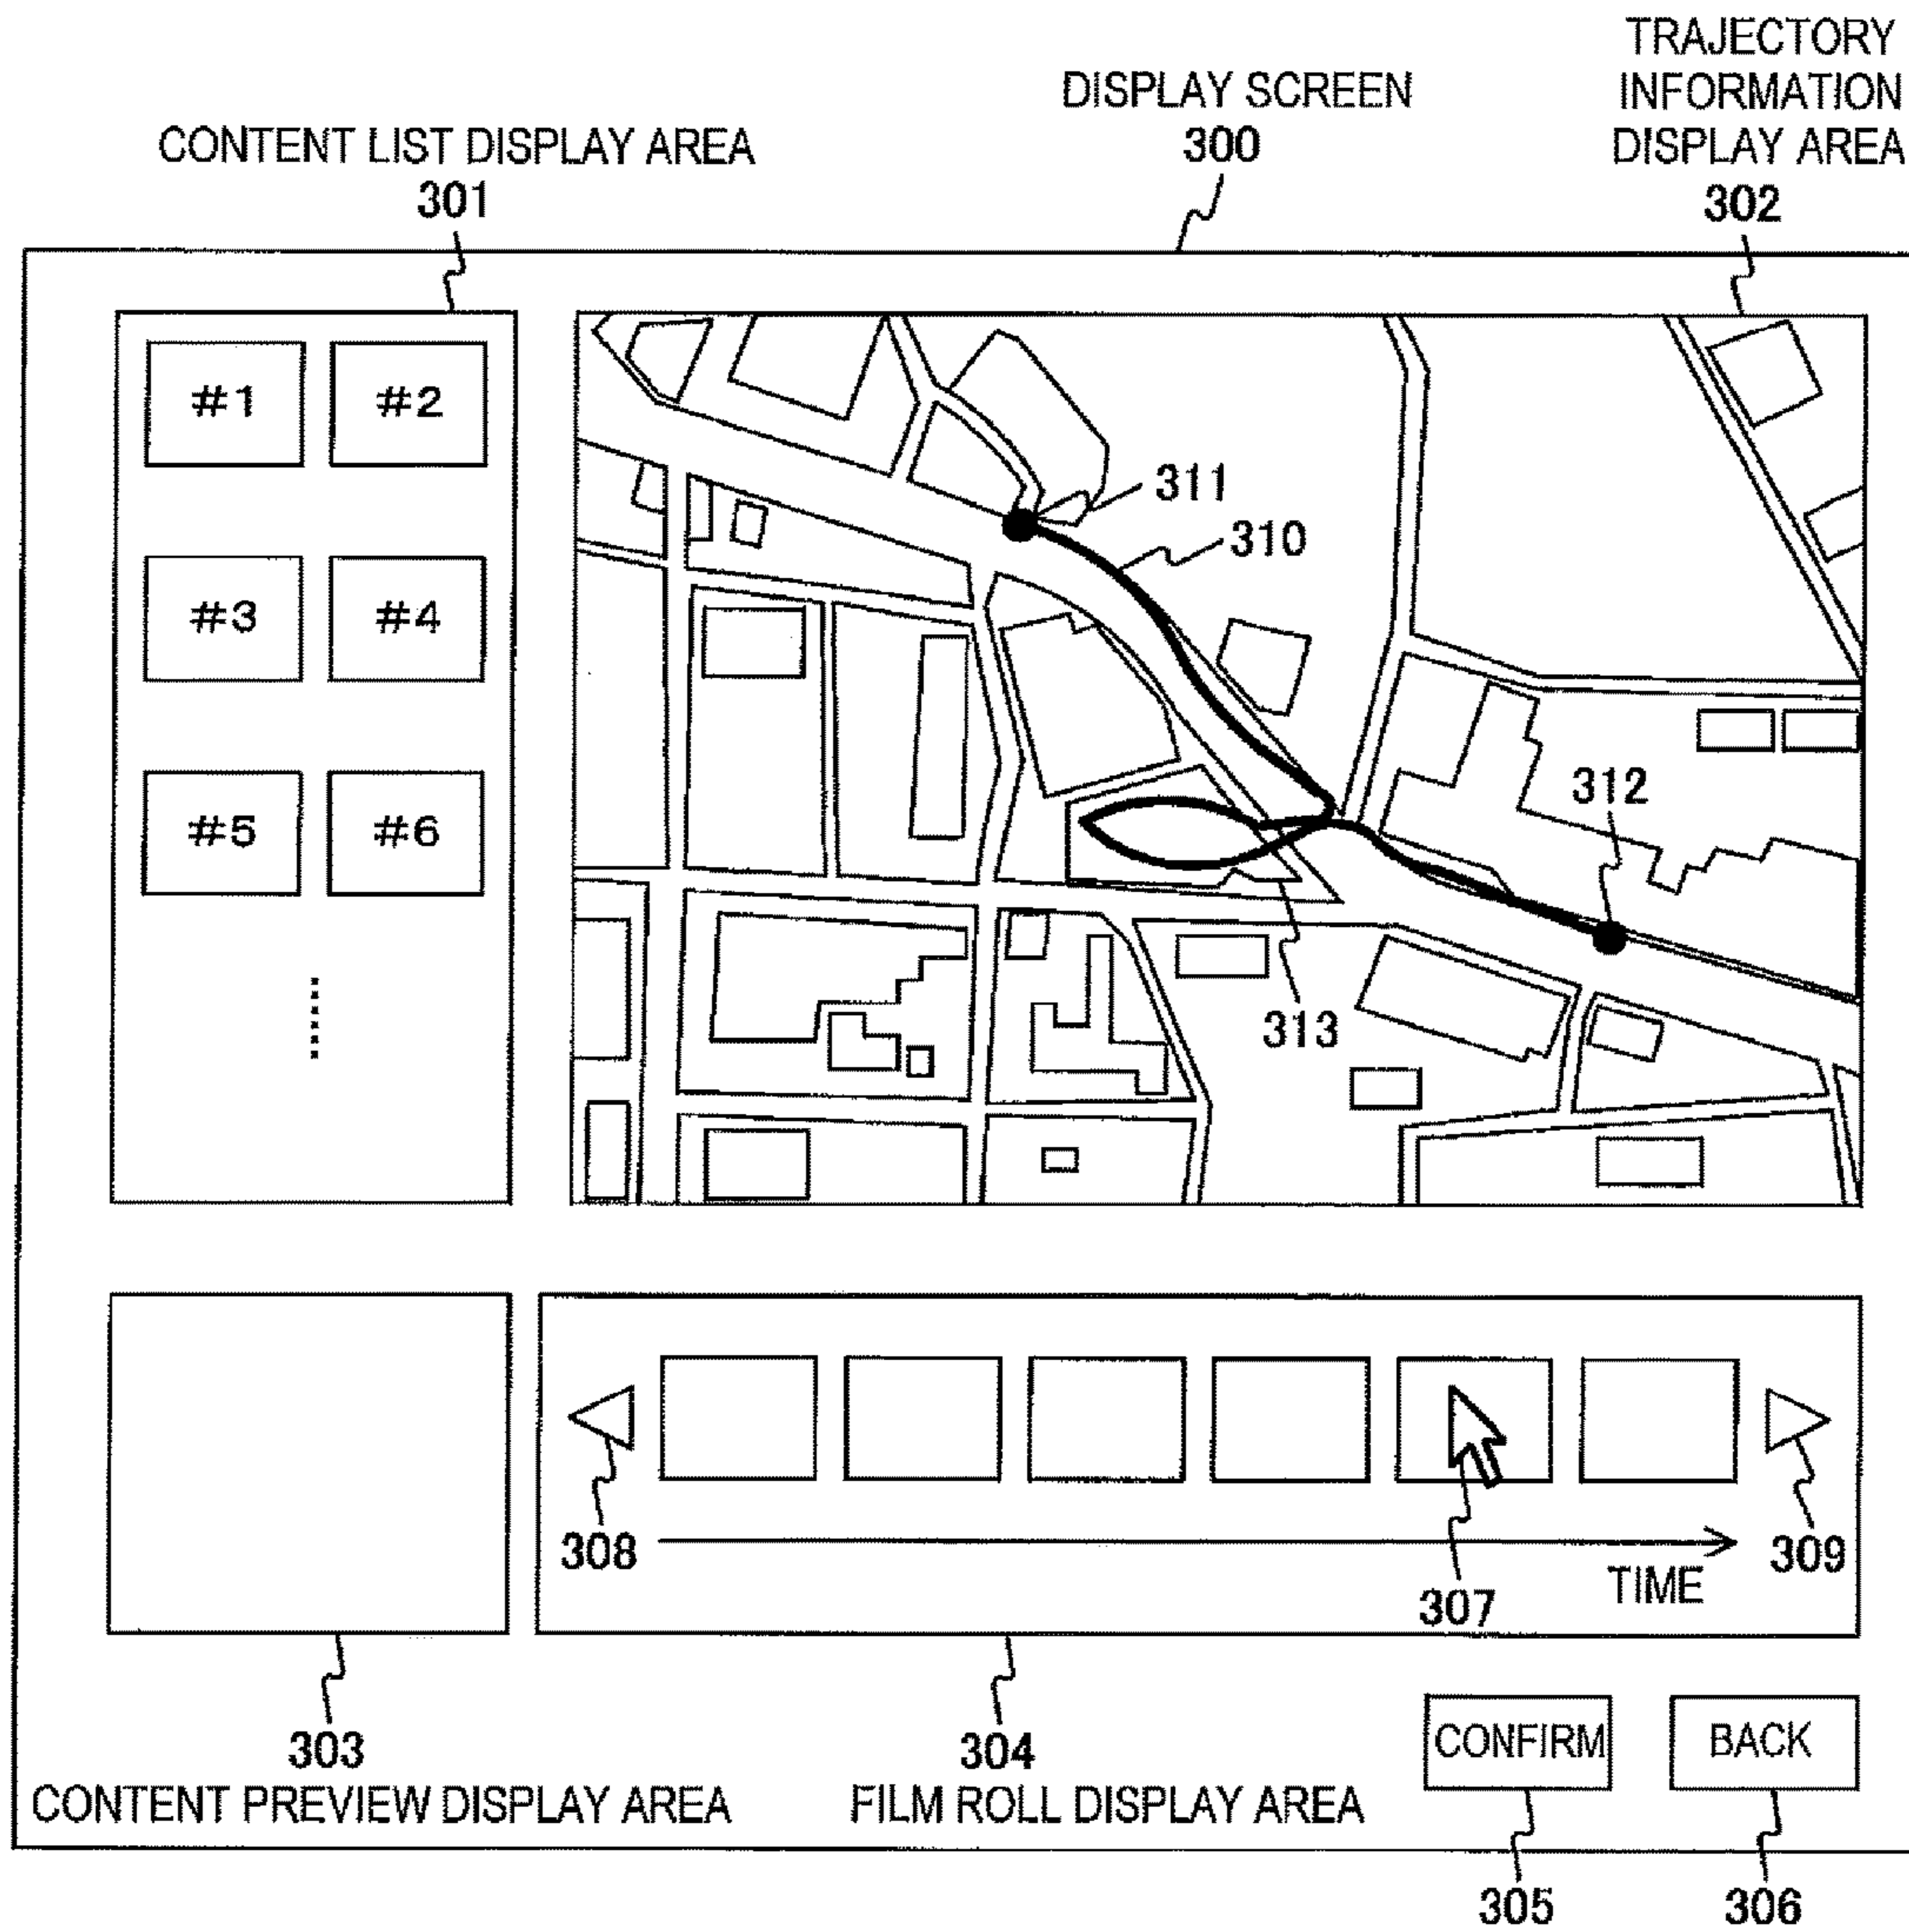 TRAJECTORY
INFORMATION
DISPLAY AREA
302
DISPLAY SCREEN
300
CONTENT LIST DISPLAY AREA
301
#1 #2
#3 #4
#5 #6
311
310
312
313
308
307
TIME
309
303
CONTENT PREVIEW DISPLAY AREA
304
FILM ROLL DISPLAY AREA
CONFIRM
BACK
305
306